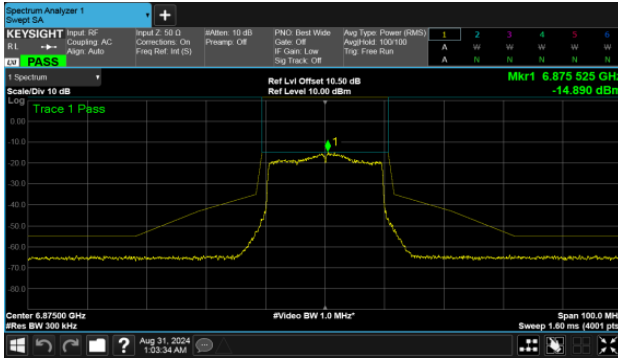 Spectrum Analyzer 1
Swept SA
+
KEYSIGHT
RL
PASS
Input: RF
Coupling: AC
Align: Auto
Input Z: 50 Ω
Corrections: On
Freq Ref: Int (S)
#Atten: 10 dB
Preamp: Off
PNO: Best Wide
Gate: Off
IF Gain: Low
Sig Track: Off
Avg Type: Power (RMS)
Avg|Hold: 100/100
Trig: Free Run
1 2 3 4 5 6
A W W W W W
A N N N N N
1 Spectrum
Scale/Div 10 dB
Ref Lvl Offset 10.50 dB
Ref Level 10.00 dBm
Mkr1 6.875 525 GHz
-14.890 dBm
Log
Trace 1 Pass
0.00
-10.0
1
-20.0
-30.0
-40.0
-50.0
-60.0
-70.0
-80.0
Center 6.87500 GHz
#Res BW 300 kHz
#Video BW 1.0 MHz*
Span 100.0 MHz
Sweep 1.60 ms (4001 pts)
?
Aug 31, 2024
1:03:34 AM